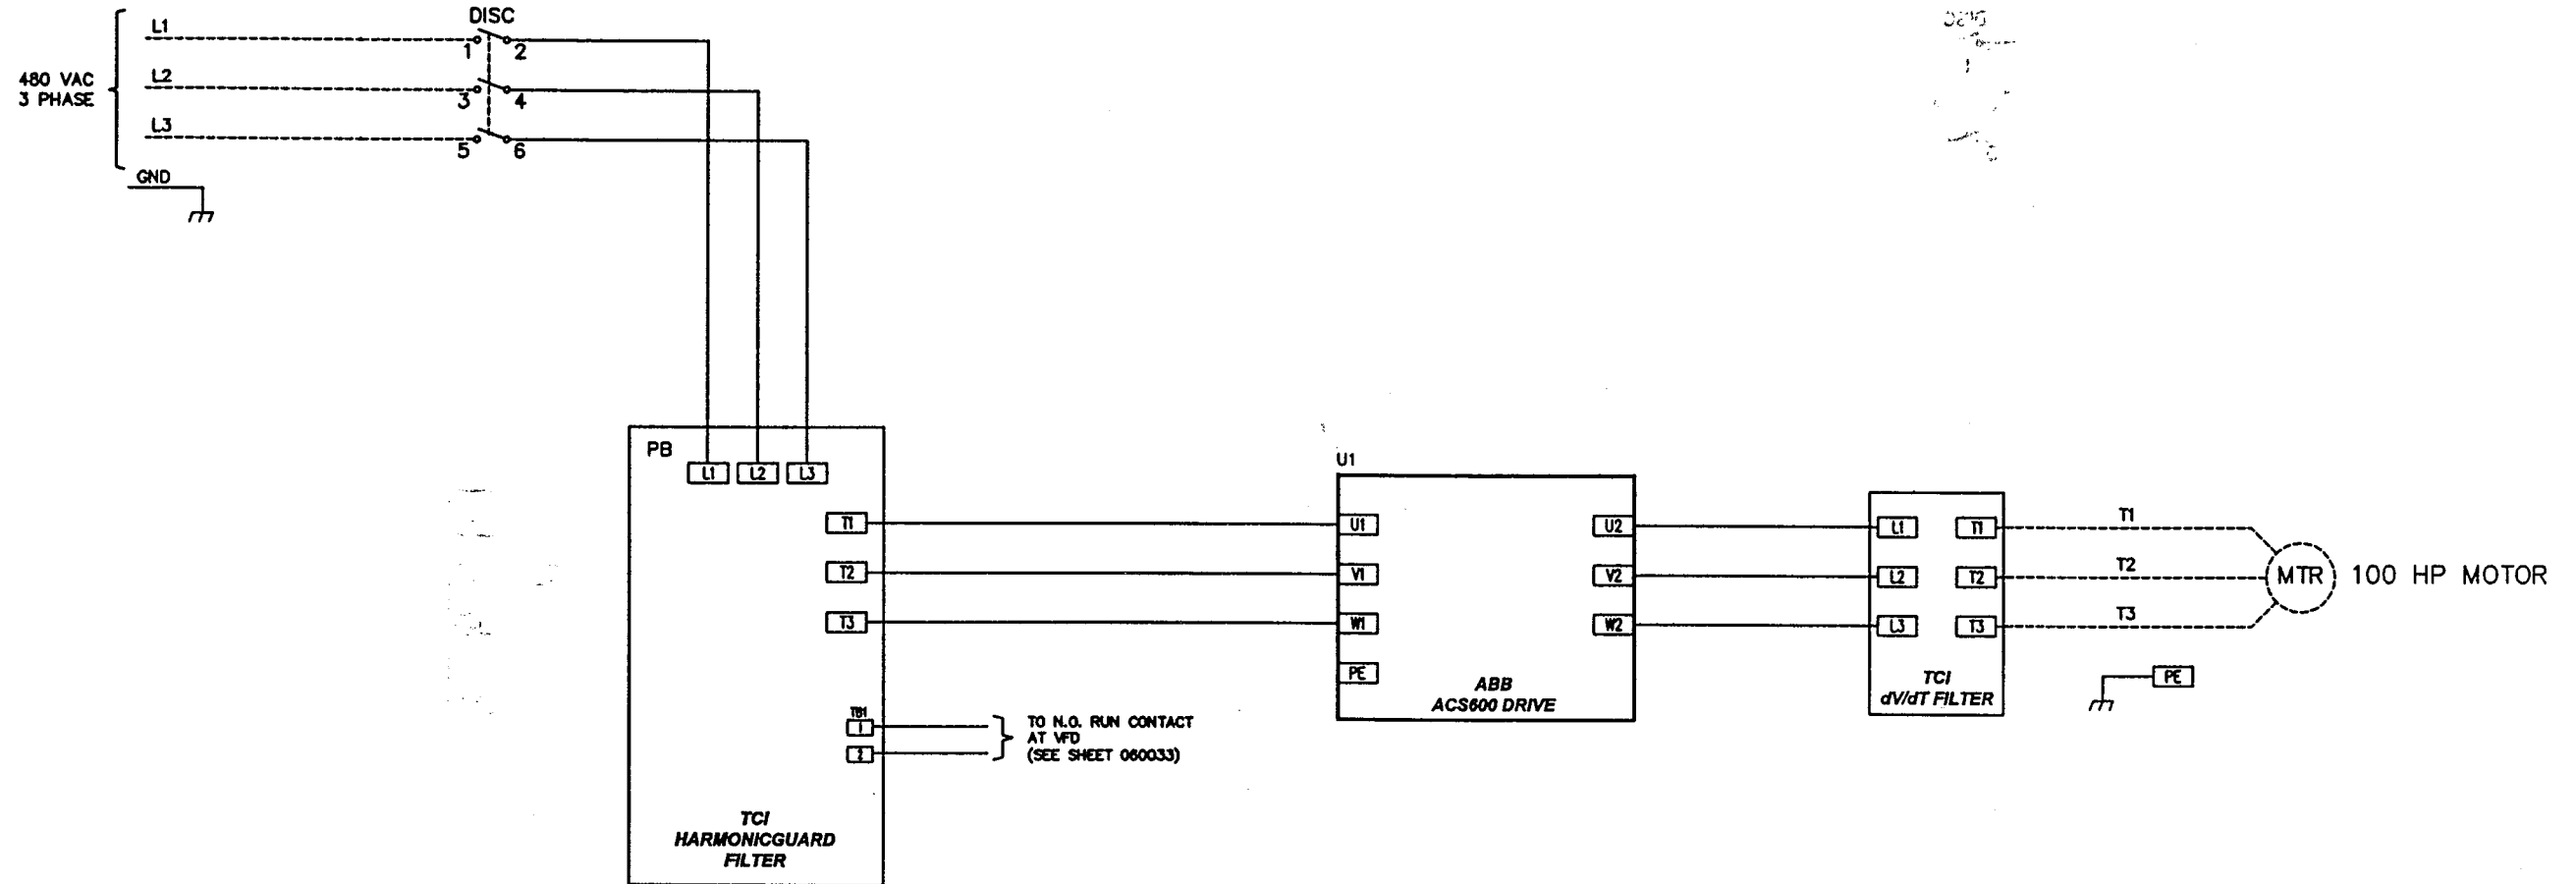 DISC
L1
1 2
480 VAC
3 PHASE
L2
3 4
L3
5 6
GND
PB
L1 L2 L3
T1
T2
T3
TB1
1
2
TO N.O. RUN CONTACT
AT VFD
(SEE SHEET 060033)
TCI
HARMONICGUARD
FILTER
U1
U1 U2
V1 V2
W1 W2
PE
ABB
ACS600 DRIVE
L1 T1
L2 T2
L3 T3
TCI
dV/dT FILTER
T1
T2
T3
MTR 100 HP MOTOR
PE